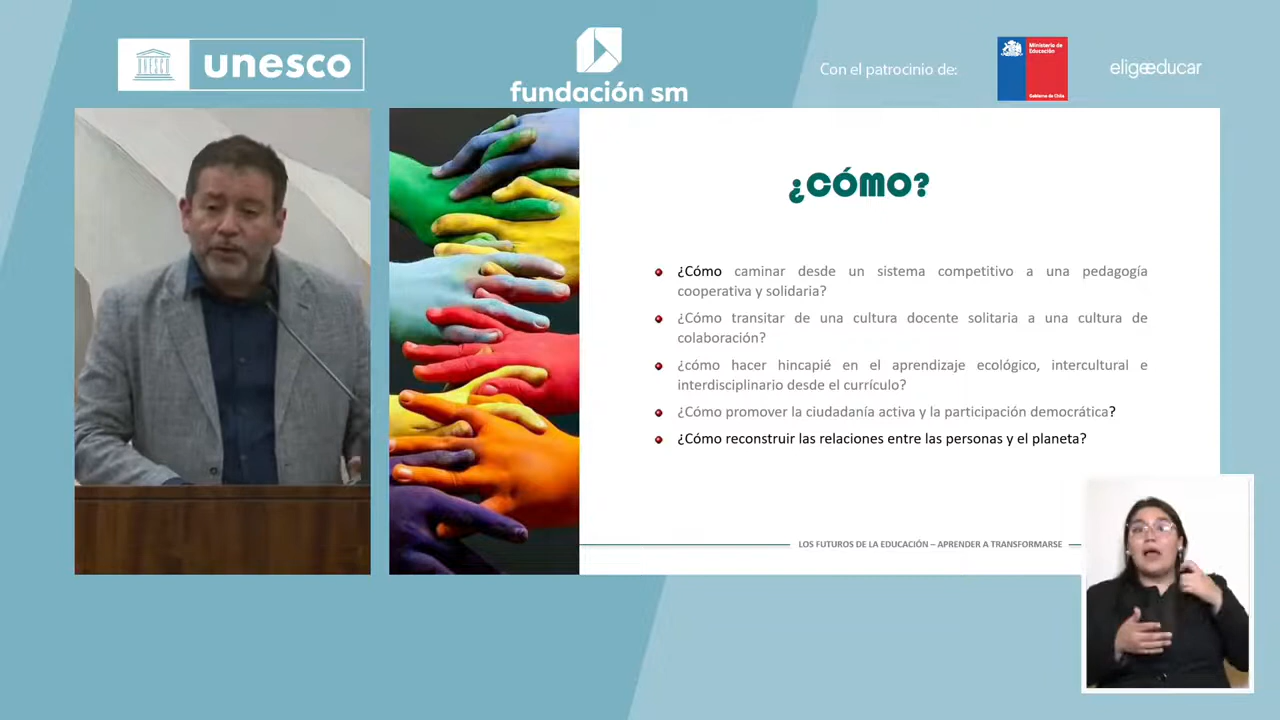 unesco
UNESCO
fundación sm
Con el patrocinio de:
Ministerio de
Educación
Gobierno de Chile
eligeeducar
¿CÓMO?
¿Cómo caminar desde un sistema competitivo a una pedagogía
cooperativa y solidaria?
¿Cómo transitar de una cultura docente solitaria a una cultura de
colaboración?
¿cómo hacer hincapié en el aprendizaje ecológico, intercultural e
interdisciplinario desde el currículo?
¿Cómo promover la ciudadanía activa y la participación democrática?
¿Cómo reconstruir las relaciones entre las personas y el planeta?
LOS FUTUROS DE LA EDUCACIÓN – APRENDER A TRANSFORMARSE